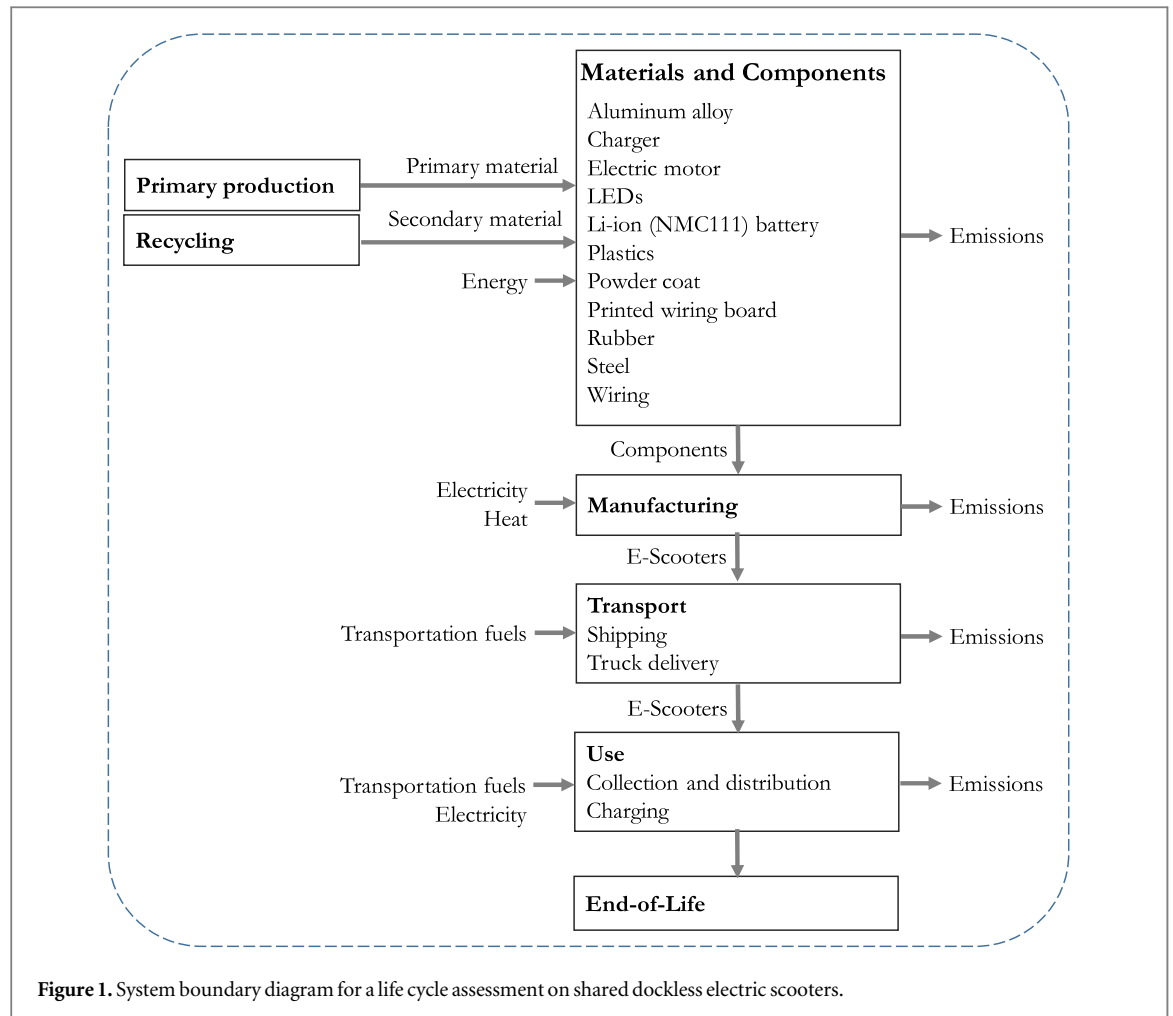 Materials and Components
Aluminum alloy
Charger
Electric motor
LEDs
Li-ion (NMC111) battery
Plastics
Powder coat
Printed wiring board
Rubber
Steel
Wiring
Primary production
Primary material
Recycling
Secondary material
Energy
Emissions
Components
Electricity
Heat
Manufacturing
Emissions
E-Scooters
Transportation fuels
Transport
Shipping
Truck delivery
Emissions
E-Scooters
Transportation fuels
Electricity
Use
Collection and distribution
Charging
Emissions
End-of-Life
Figure 1. System boundary diagram for a life cycle assessment on shared dockless electric scooters.